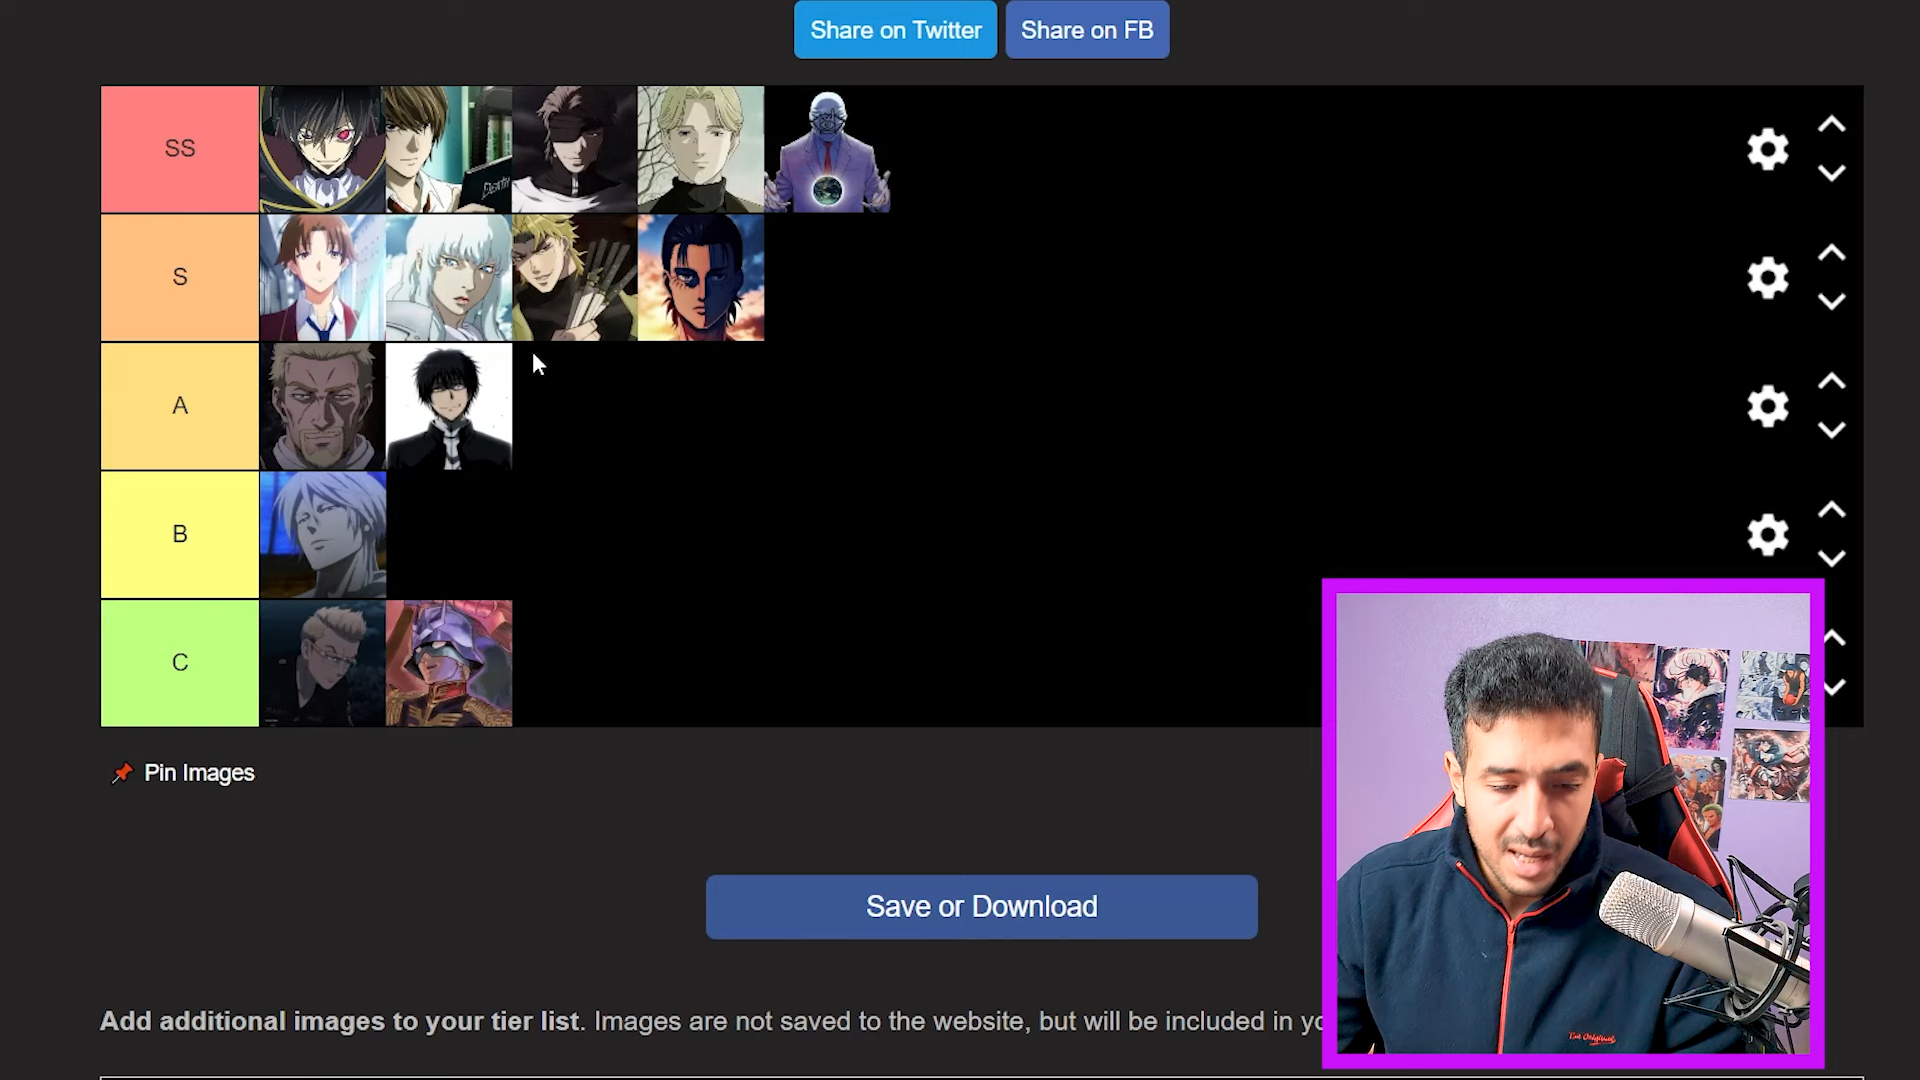 Share on Twitter
Share on FB
SS
S
A
B
C
Pin Images
Save or Download
Add additional images to your tier list. Images are not saved to the website, but will be included in